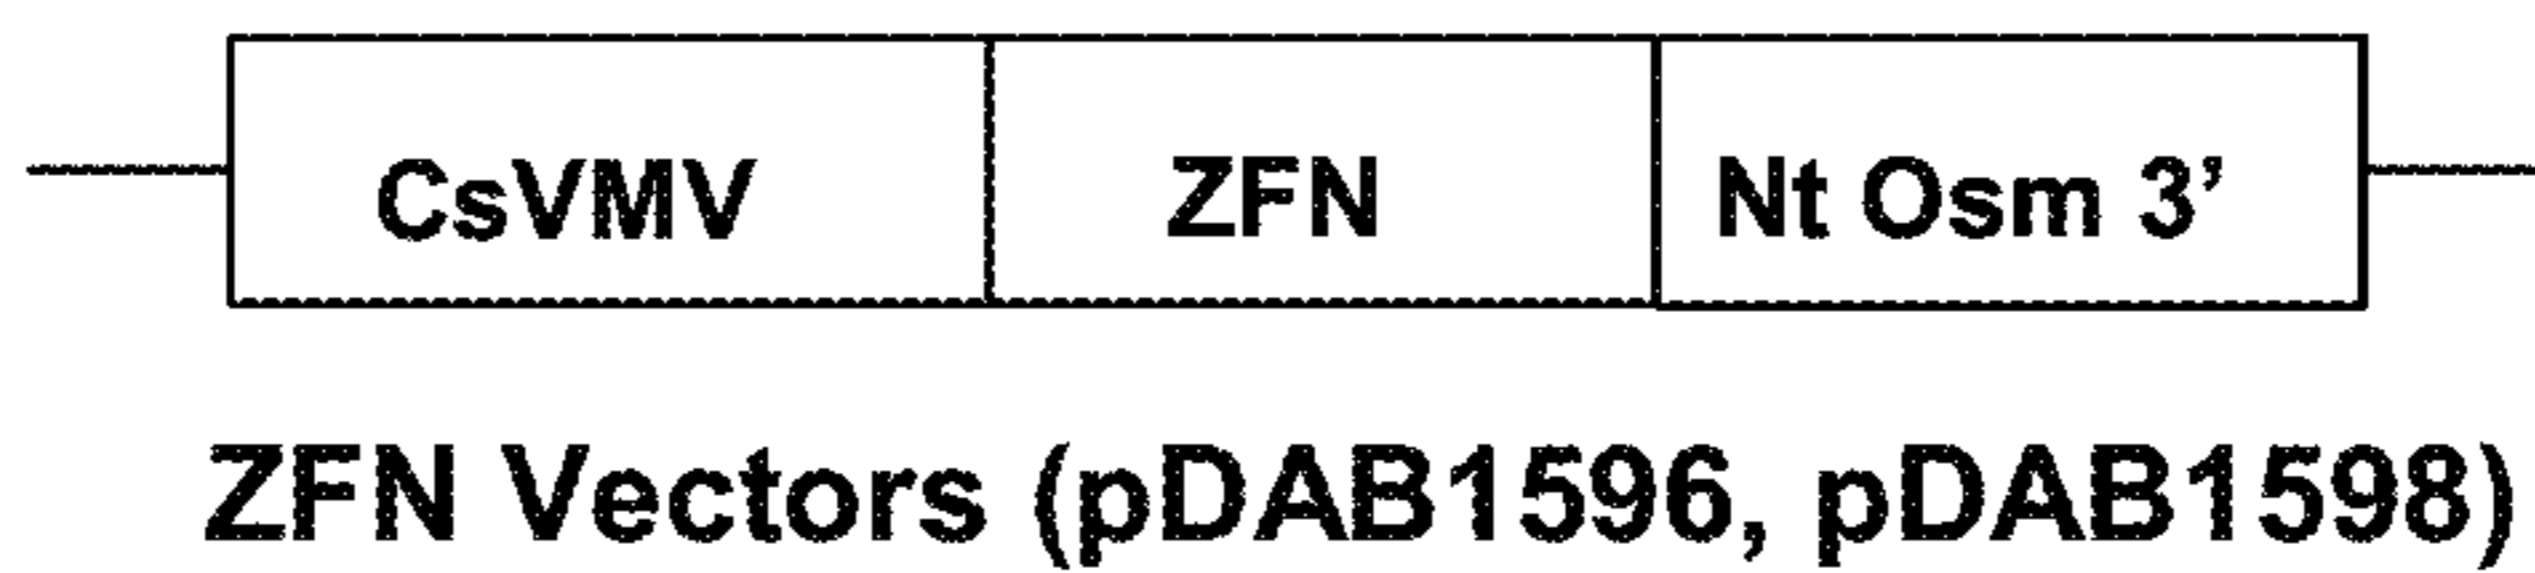 CsVMV ZFN Nt Osm 3’
ZFN Vectors (pDAB1596, pDAB1598)